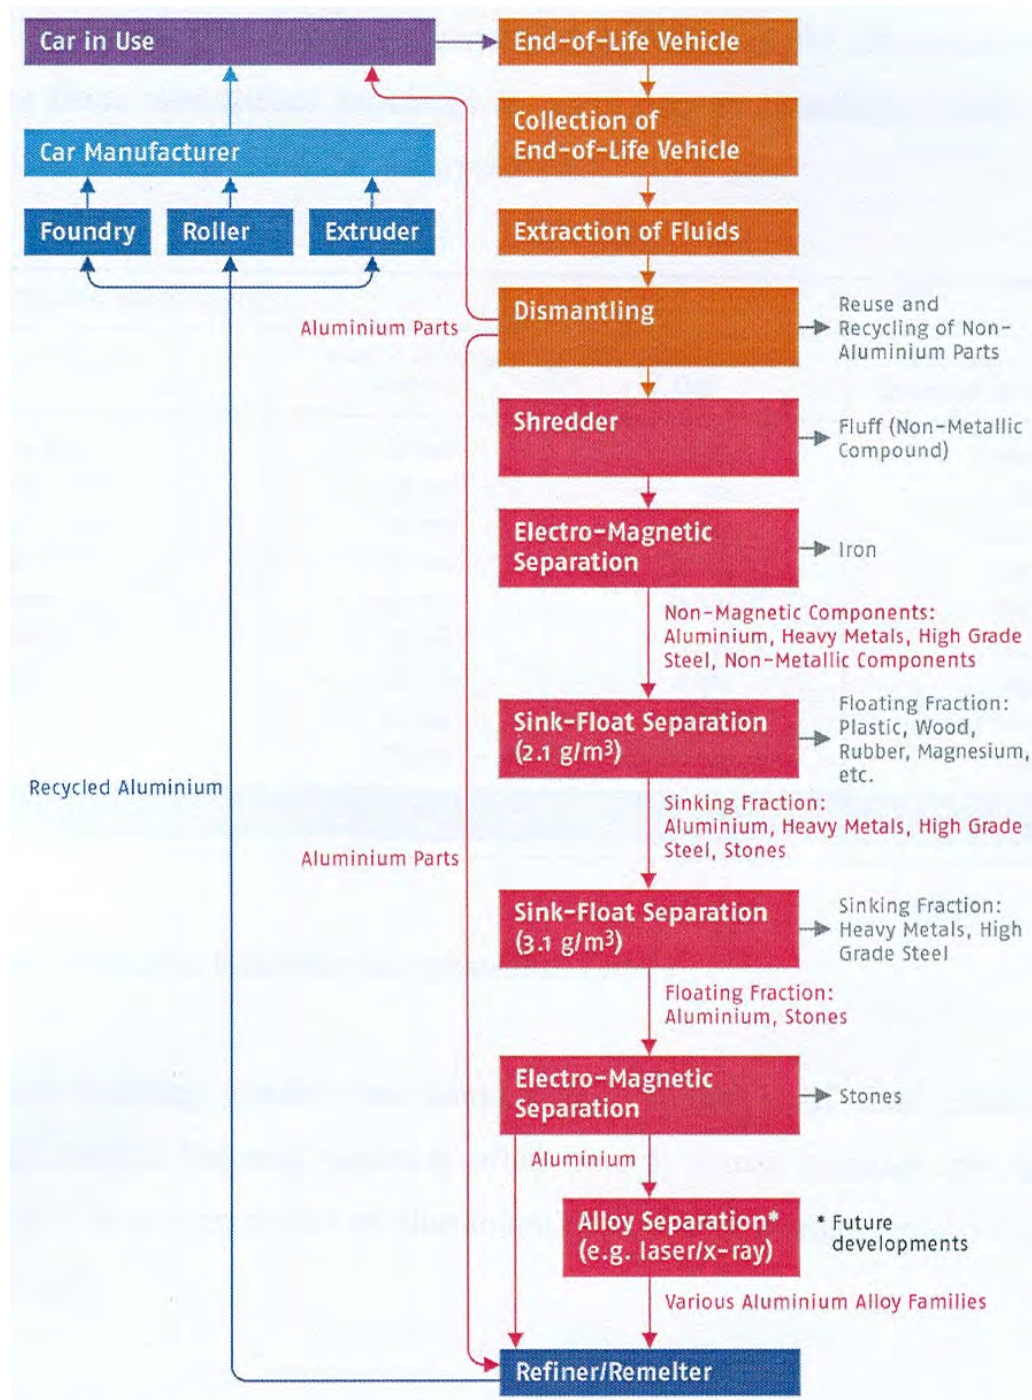 Car in Use
End-of-Life Vehicle
Collection of
End-of-Life Vehicle
Car Manufacturer
Foundry
Roller
Extruder
Extraction of Fluids
Dismantling
Aluminium Parts
Reuse and
Recycling of Non-
Aluminium Parts
Shredder
Fluff (Non-Metallic
Compound)
Electro-Magnetic
Separation
Iron
Non-Magnetic Components:
Aluminium, Heavy Metals, High Grade
Steel, Non-Metallic Components
Sink-Float Separation
(2.1 g/m³)
Floating Fraction:
Plastic, Wood,
Rubber, Magnesium,
etc.
Recycled Aluminium
Sinking Fraction:
Aluminium, Heavy Metals, High Grade
Steel, Stones
Aluminium Parts
Sink-Float Separation
(3.1 g/m³)
Sinking Fraction:
Heavy Metals, High
Grade Steel
Floating Fraction:
Aluminium, Stones
Electro-Magnetic
Separation
Stones
Aluminium
Alloy Separation*
(e.g. laser/x-ray)
* Future
developments
Various Aluminium Alloy Families
Refiner/Remelter